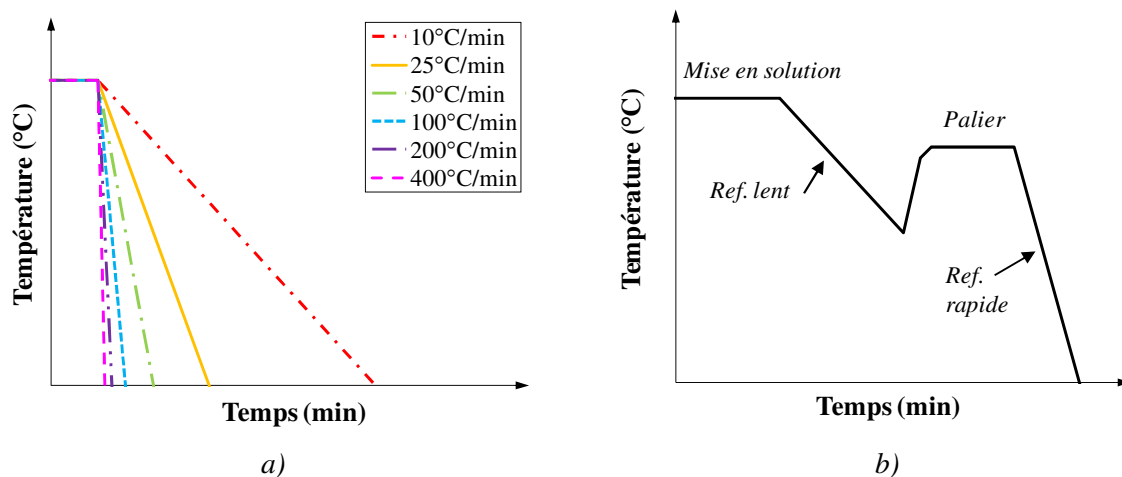 10°C/min
25°C/min
50°C/min
100°C/min
200°C/min
400°C/min
Température (°C)
Temps (min)
a)
Mise en solution
Palier
Ref. lent
Ref.
rapide
Température (°C)
Temps (min)
b)